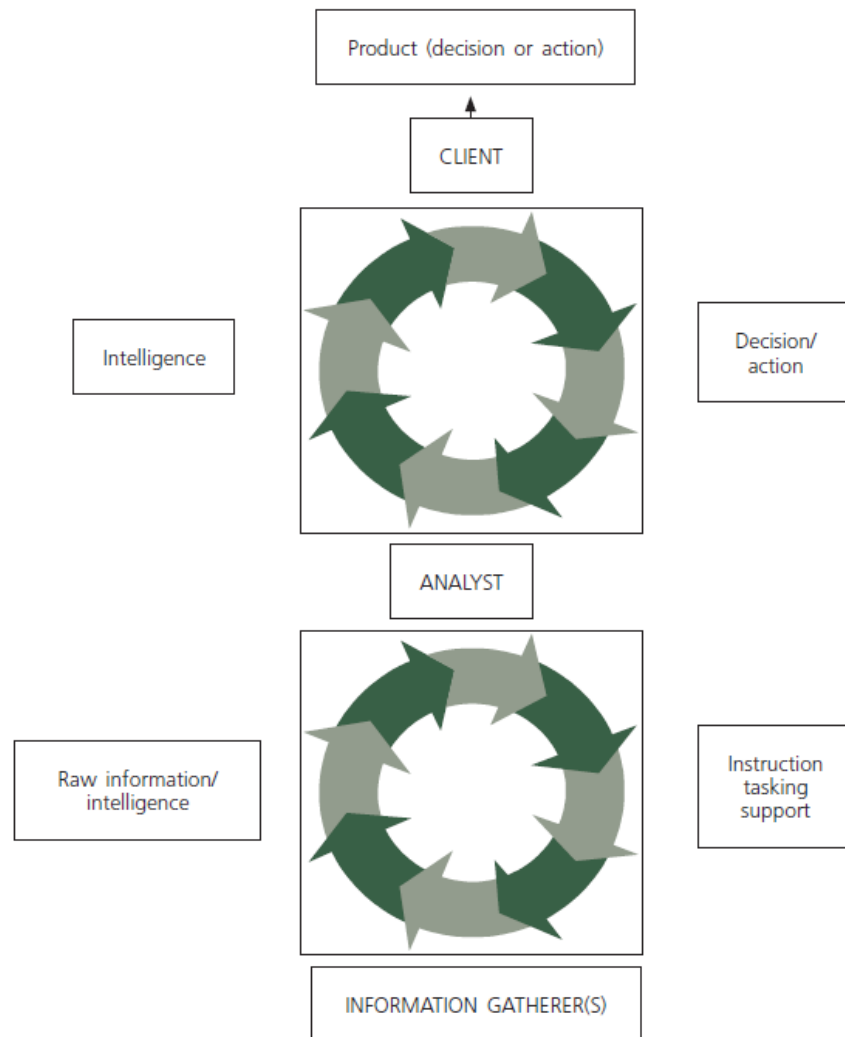 Product (decision or action)
CLIENT
Intelligence
Decision/
action
ANALYST
Raw information/
intelligence
Instruction
tasking
support
INFORMATION GATHERER(S)